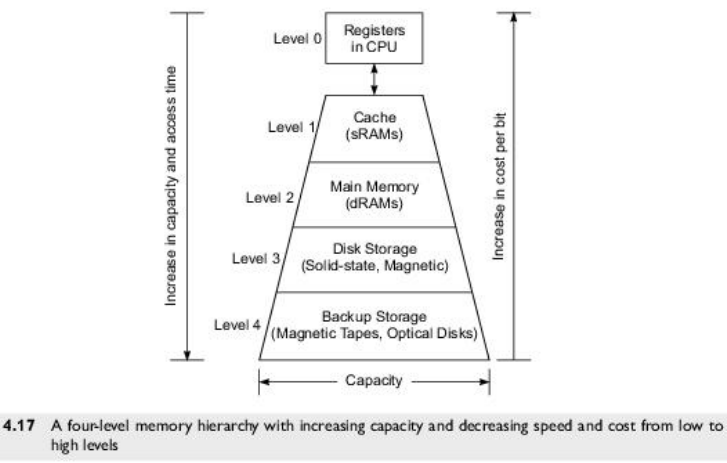 Level 0
Registers
in CPU
Increase in capacity and access time
Level 1
Cache
(sRAMs)
Level 2
Main Memory
(dRAMs)
Level 3
Disk Storage
(Solid-state, Magnetic)
Level 4
Backup Storage
(Magnetic Tapes, Optical Disks)
Increase in cost per bit
Capacity
4.17 A four-level memory hierarchy with increasing capacity and decreasing speed and cost from low to
high levels